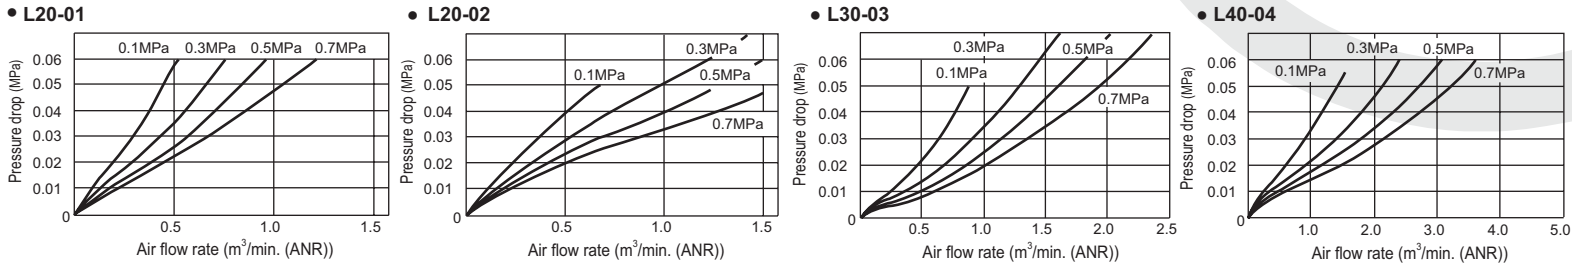 ● L20-01
0.1MPa 0.3MPa 0.5MPa 0.7MPa
0.06
0.05
0.04
0.03
0.02
0.01
0
0.5 1.0 1.5
Pressure drop (MPa)
Air flow rate (m³/min. (ANR))
● L20-02
0.3MPa
0.1MPa 0.5MPa
0.7MPa
0.06
0.05
0.04
0.03
0.02
0.01
0
0.5 1.0 1.5
Pressure drop (MPa)
Air flow rate (m³/min. (ANR))
● L30-03
0.3MPa 0.5MPa
0.1MPa
0.7MPa
0.06
0.05
0.04
0.03
0.02
0.01
0
0.5 1.0 1.5 2.0 2.5
Pressure drop (MPa)
Air flow rate (m³/min. (ANR))
● L40-04
0.3MPa 0.5MPa
0.1MPa 0.7MPa
0.06
0.05
0.04
0.03
0.02
0.01
0
1.0 2.0 3.0 4.0 5.0
Pressure drop (MPa)
Air flow rate (m³/min. (ANR))